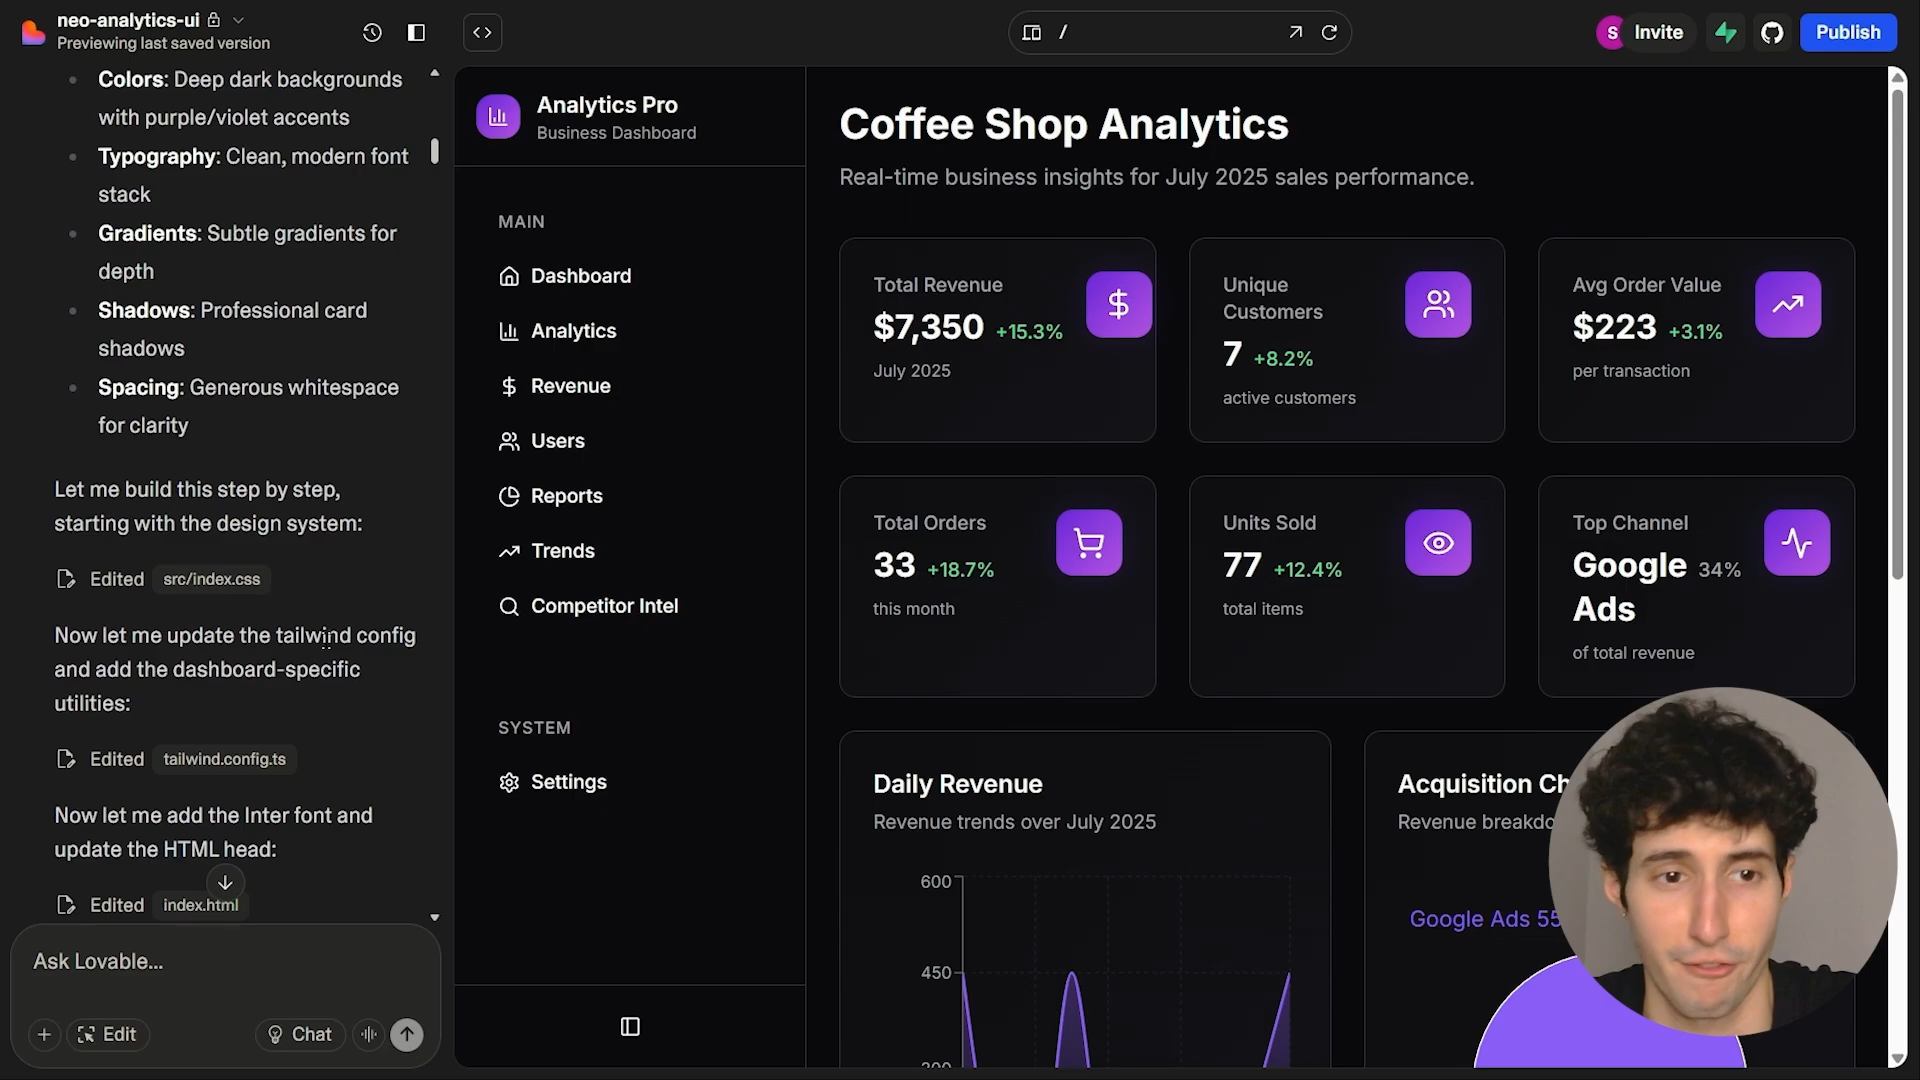 neo-analytics-ui
Previewing last saved version
/
S
Invite
Publish
Colors: Deep dark backgrounds
with purple/violet accents
Typography: Clean, modern font
stack
Gradients: Subtle gradients for
depth
Shadows: Professional card
shadows
Spacing: Generous whitespace
for clarity
Let me build this step by step,
starting with the design system:
Edited src/index.css
Now let me update the tailwind config
and add the dashboard-specific
utilities:
Edited tailwind.config.ts
Now let me add the Inter font and
update the HTML head:
Edited index.html
Ask Lovable...
Edit
Chat
Analytics Pro
Business Dashboard
MAIN
Dashboard
Analytics
Revenue
Users
Reports
Trends
Competitor Intel
SYSTEM
Settings
Coffee Shop Analytics
Real-time business insights for July 2025 sales performance.
Total Revenue
$7,350 +15.3%
July 2025
Unique
Customers
7 +8.2%
active customers
Avg Order Value
$223 +3.1%
per transaction
Total Orders
33 +18.7%
this month
Units Sold
77 +12.4%
total items
Top Channel
Google 34%
Ads
of total revenue
Daily Revenue
Revenue trends over July 2025
600
450
Acquisition
Revenue
Google Ads 55